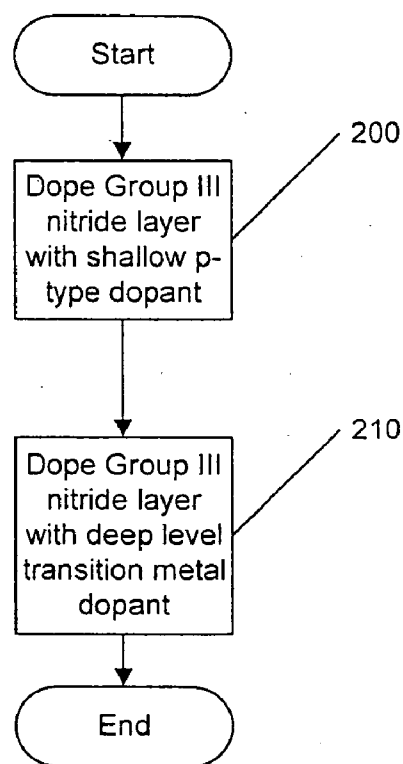 Start
200
Dope Group III
nitride layer
with shallow p-
type dopant
210
Dope Group III
nitride layer
with deep level
transition metal
dopant
End